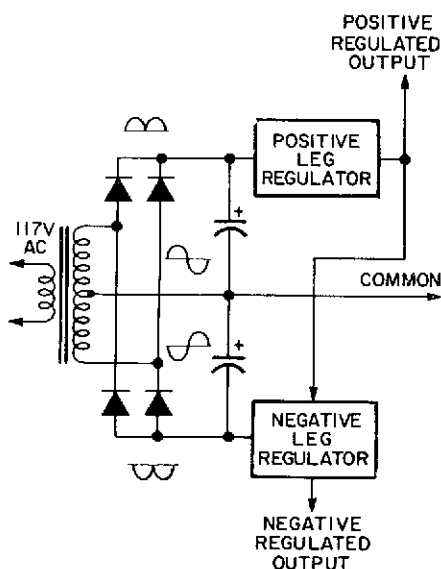 POSITIVE
REGULATED
OUTPUT
POSITIVE
LEG
REGULATOR
117V
AC
+
COMMON
+
NEGATIVE
LEG
REGULATOR
NEGATIVE
REGULATED
OUTPUT